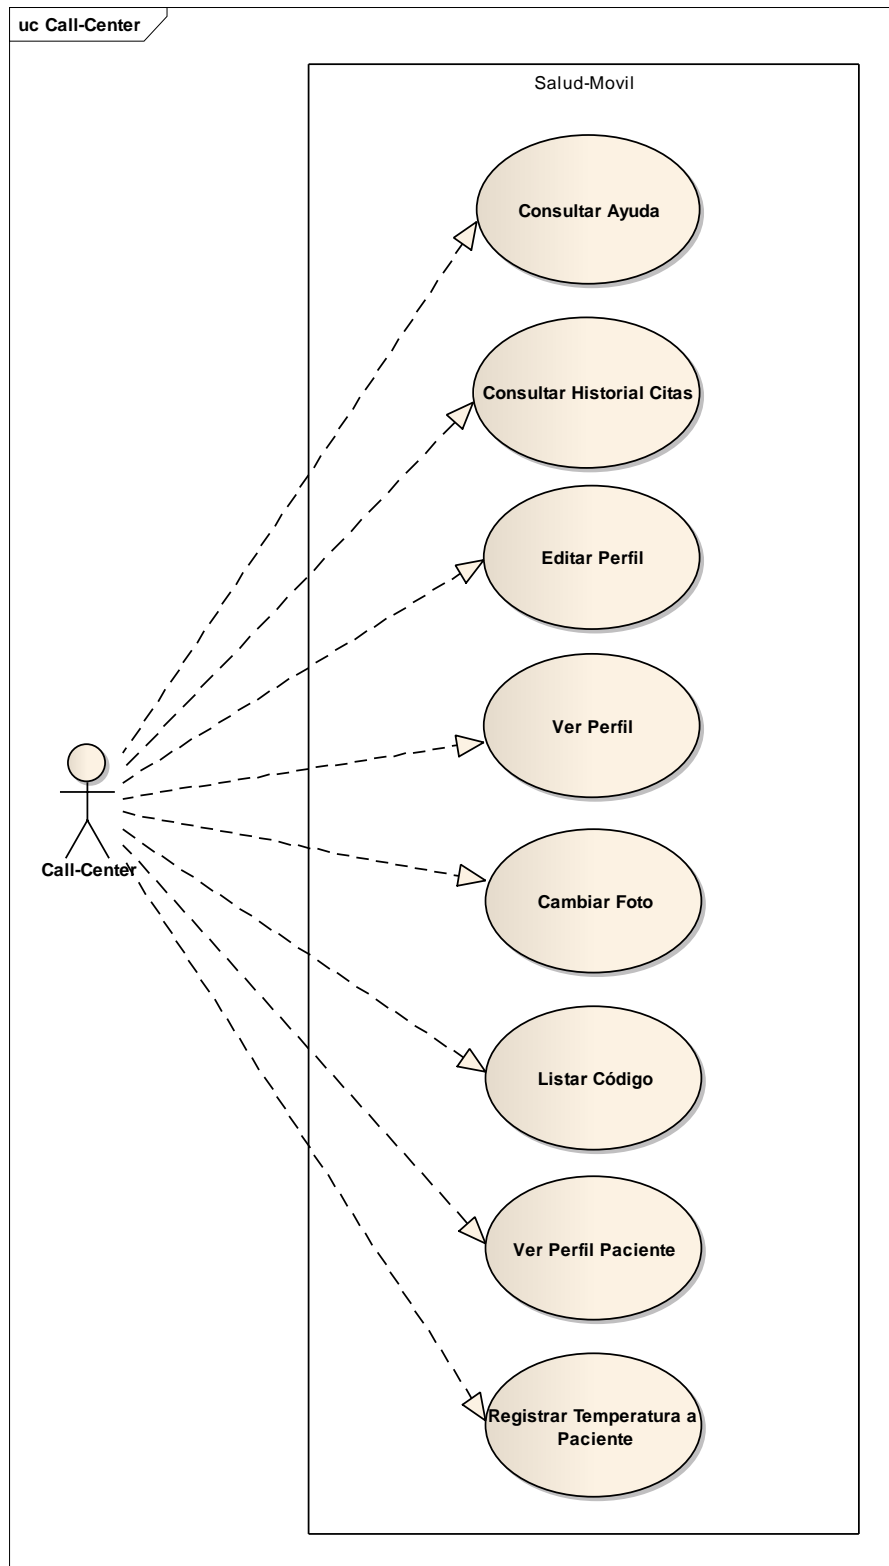 uc Call-Center
Salud-Movil
Consultar Ayuda
Consultar Historial Citas
Editar Perfil
Ver Perfil
Call-Center
Cambiar Foto
Listar Código
Ver Perfil Paciente
Registrar Temperatura a
Paciente